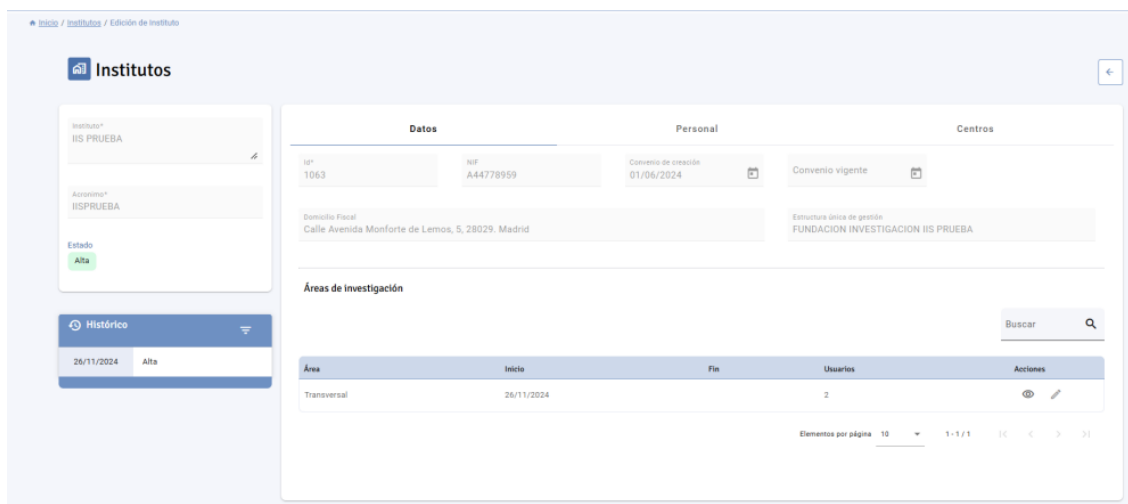 Inicio / Institutos / Edición de Instituto
Institutos
Instituto*
IIS PRUEBA
Acronimo*
IISPRUEBA
Estado
Alta
Histórico
26/11/2024 Alta
Datos Personal Centros
Id* NIF Convenio de creación
1063 A44778959 01/06/2024 Convenio vigente
Domicilio Fiscal Estructura única de gestión
Calle Avenida Monforte de Lemos, 5, 28029. Madrid FUNDACION INVESTIGACION IIS PRUEBA
Áreas de investigación
Buscar
Área Inicio Fin Usuarios Acciones
Transversal 26/11/2024 2
Elementos por página 10 1-1/1